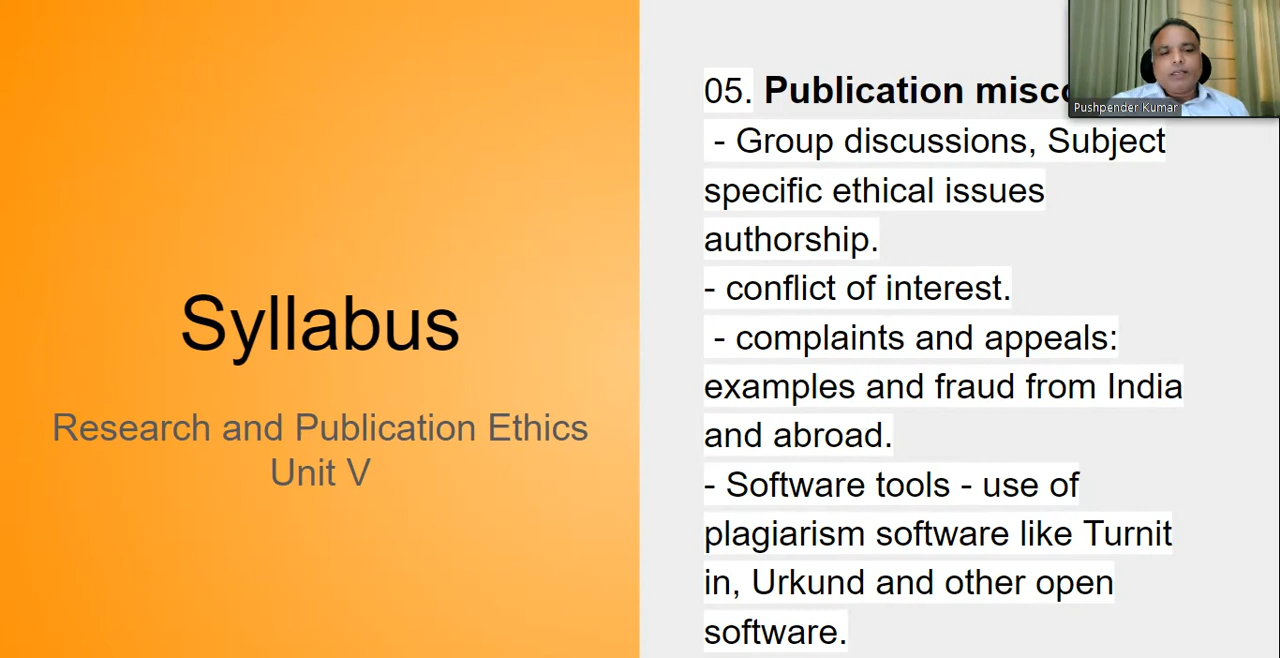 Syllabus
Research and Publication Ethics
Unit V
05. Publication
- Group discussions, Subject
specific ethical issues
authorship.
- conflict of interest.
- complaints and appeals:
examples and fraud from India
and abroad.
- Software tools - use of
plagiarism software like Turnit
in, Urkund and other open
software.
Pushpender Kumar